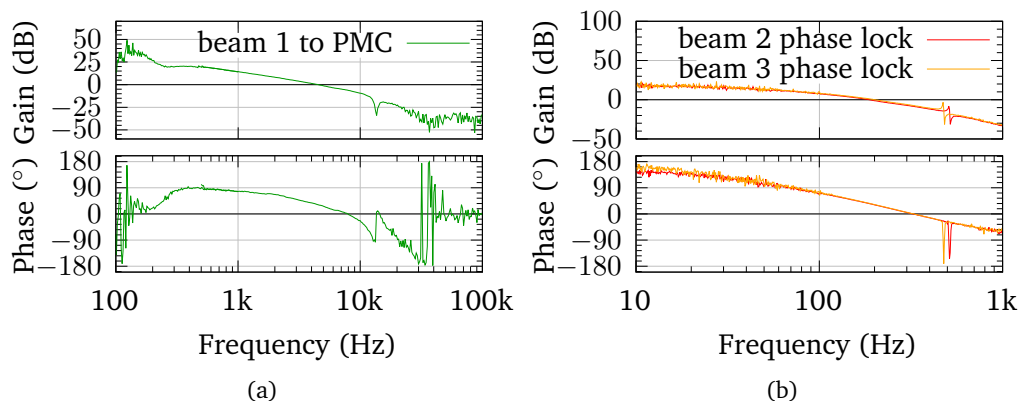 beam 1 to PMC
Gain (dB)
50
25
0
−25
−50
Phase (°)
180
90
0
−90
−180
100 1k 10k 100k
Frequency (Hz)
(a)
beam 2 phase lock
beam 3 phase lock
Gain (dB)
100
50
0
−50
Phase (°)
180
90
0
−90
−180
10 100 1k
Frequency (Hz)
(b)